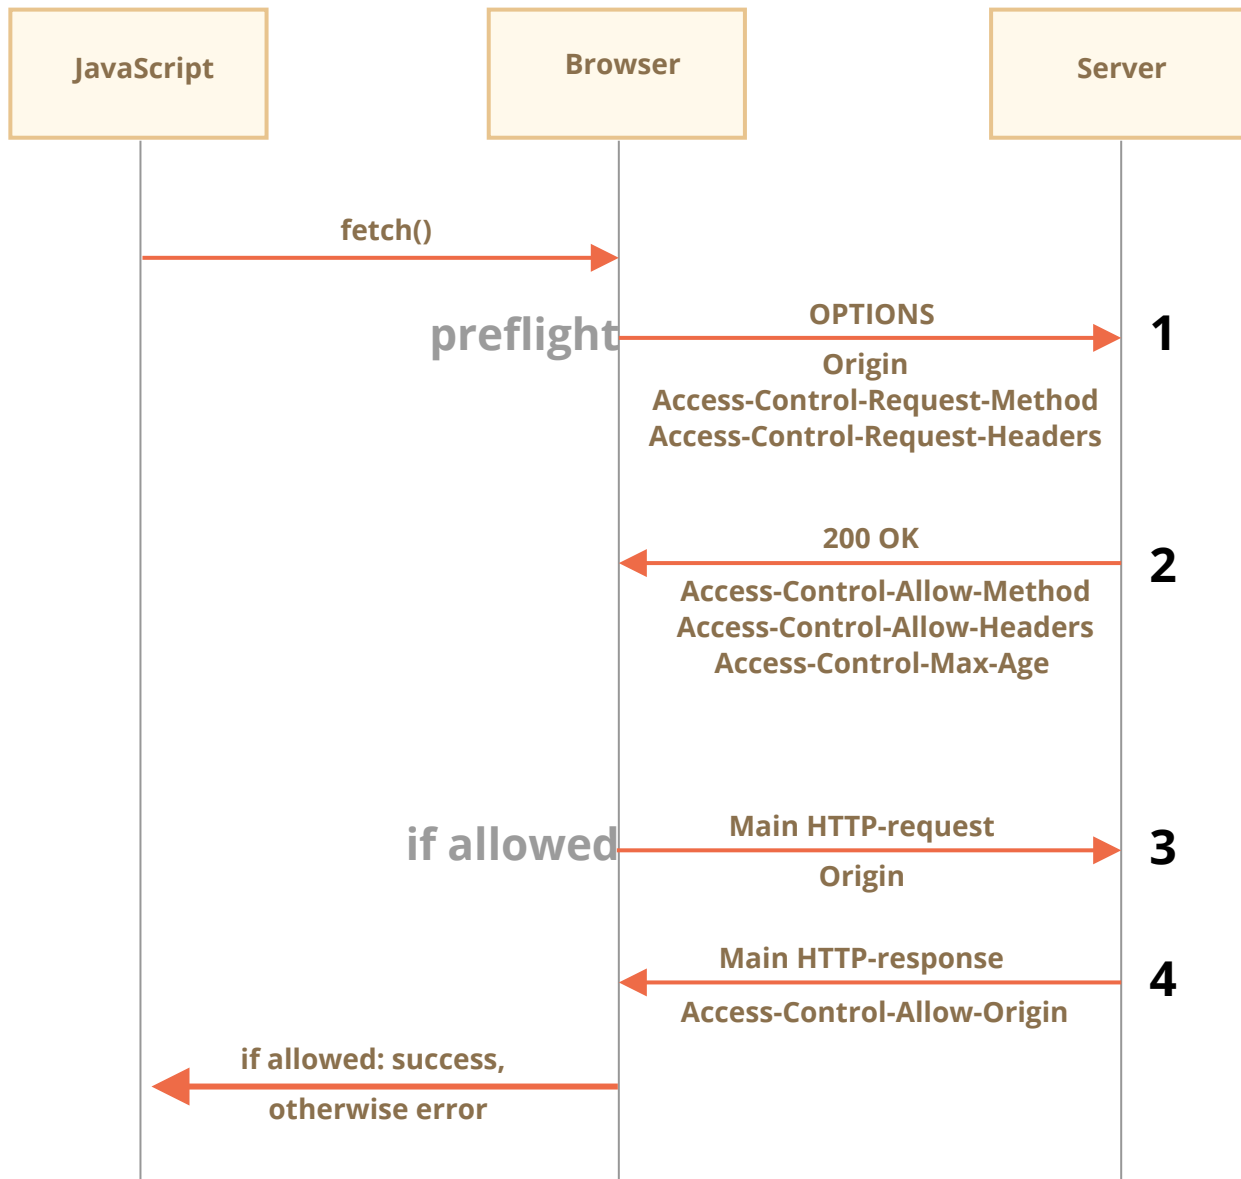 JavaScript
Browser
Server
fetch()
preflight
OPTIONS
1
Origin
Access-Control-Request-Method
Access-Control-Request-Headers
200 OK
2
Access-Control-Allow-Method
Access-Control-Allow-Headers
Access-Control-Max-Age
if allowed
Main HTTP-request
3
Origin
Main HTTP-response
4
Access-Control-Allow-Origin
if allowed: success,
otherwise error